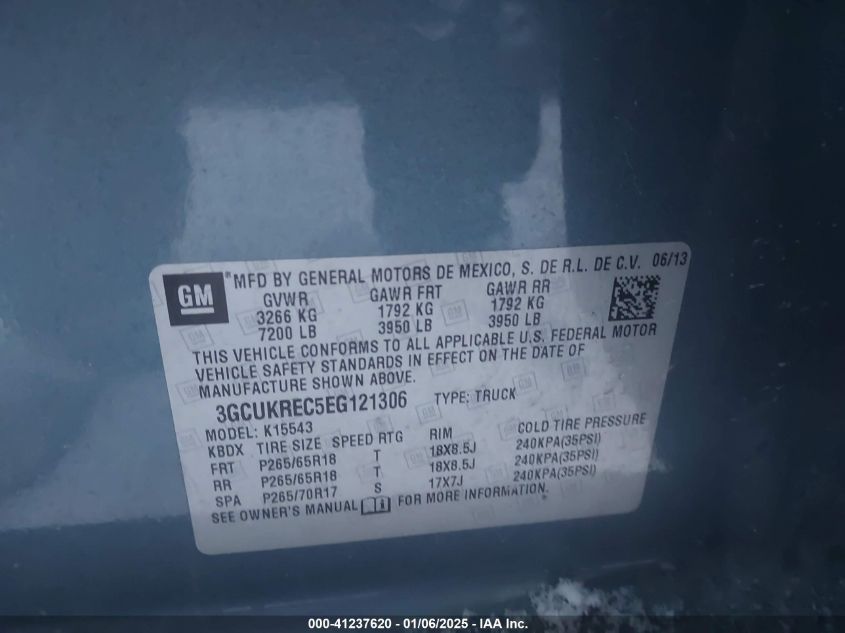 GM
*MFD BY GENERAL MOTORS DE MEXICO, S. DE R.L. DE C.V. 06/13
GVWR GAWR FRT GAWR RR
3266 KG 1792 KG 1792 KG
7200 LB 3950 LB 3950 LB
THIS VEHICLE CONFORMS TO ALL APPLICABLE U.S. FEDERAL MOTOR
VEHICLE SAFETY STANDARDS IN EFFECT ON THE DATE OF
MANUFACTURE SHOWN ABOVE.
3GCUKREC5EG121306 TYPE: TRUCK
MODEL: K15543
KBDX TIRE SIZE SPEED RTG RIM COLD TIRE PRESSURE
FRT P265/65R18 T 18X8.5J 240KPA(35PSI)
RR P265/65R18 T 18X8.5J 240KPA(35PSI)
SPA P265/70R17 S 17X7J 240KPA(35PSI)
SEE OWNER'S MANUAL FOR MORE INFORMATION.
000-41237620 - 01/06/2025 - IAA Inc.